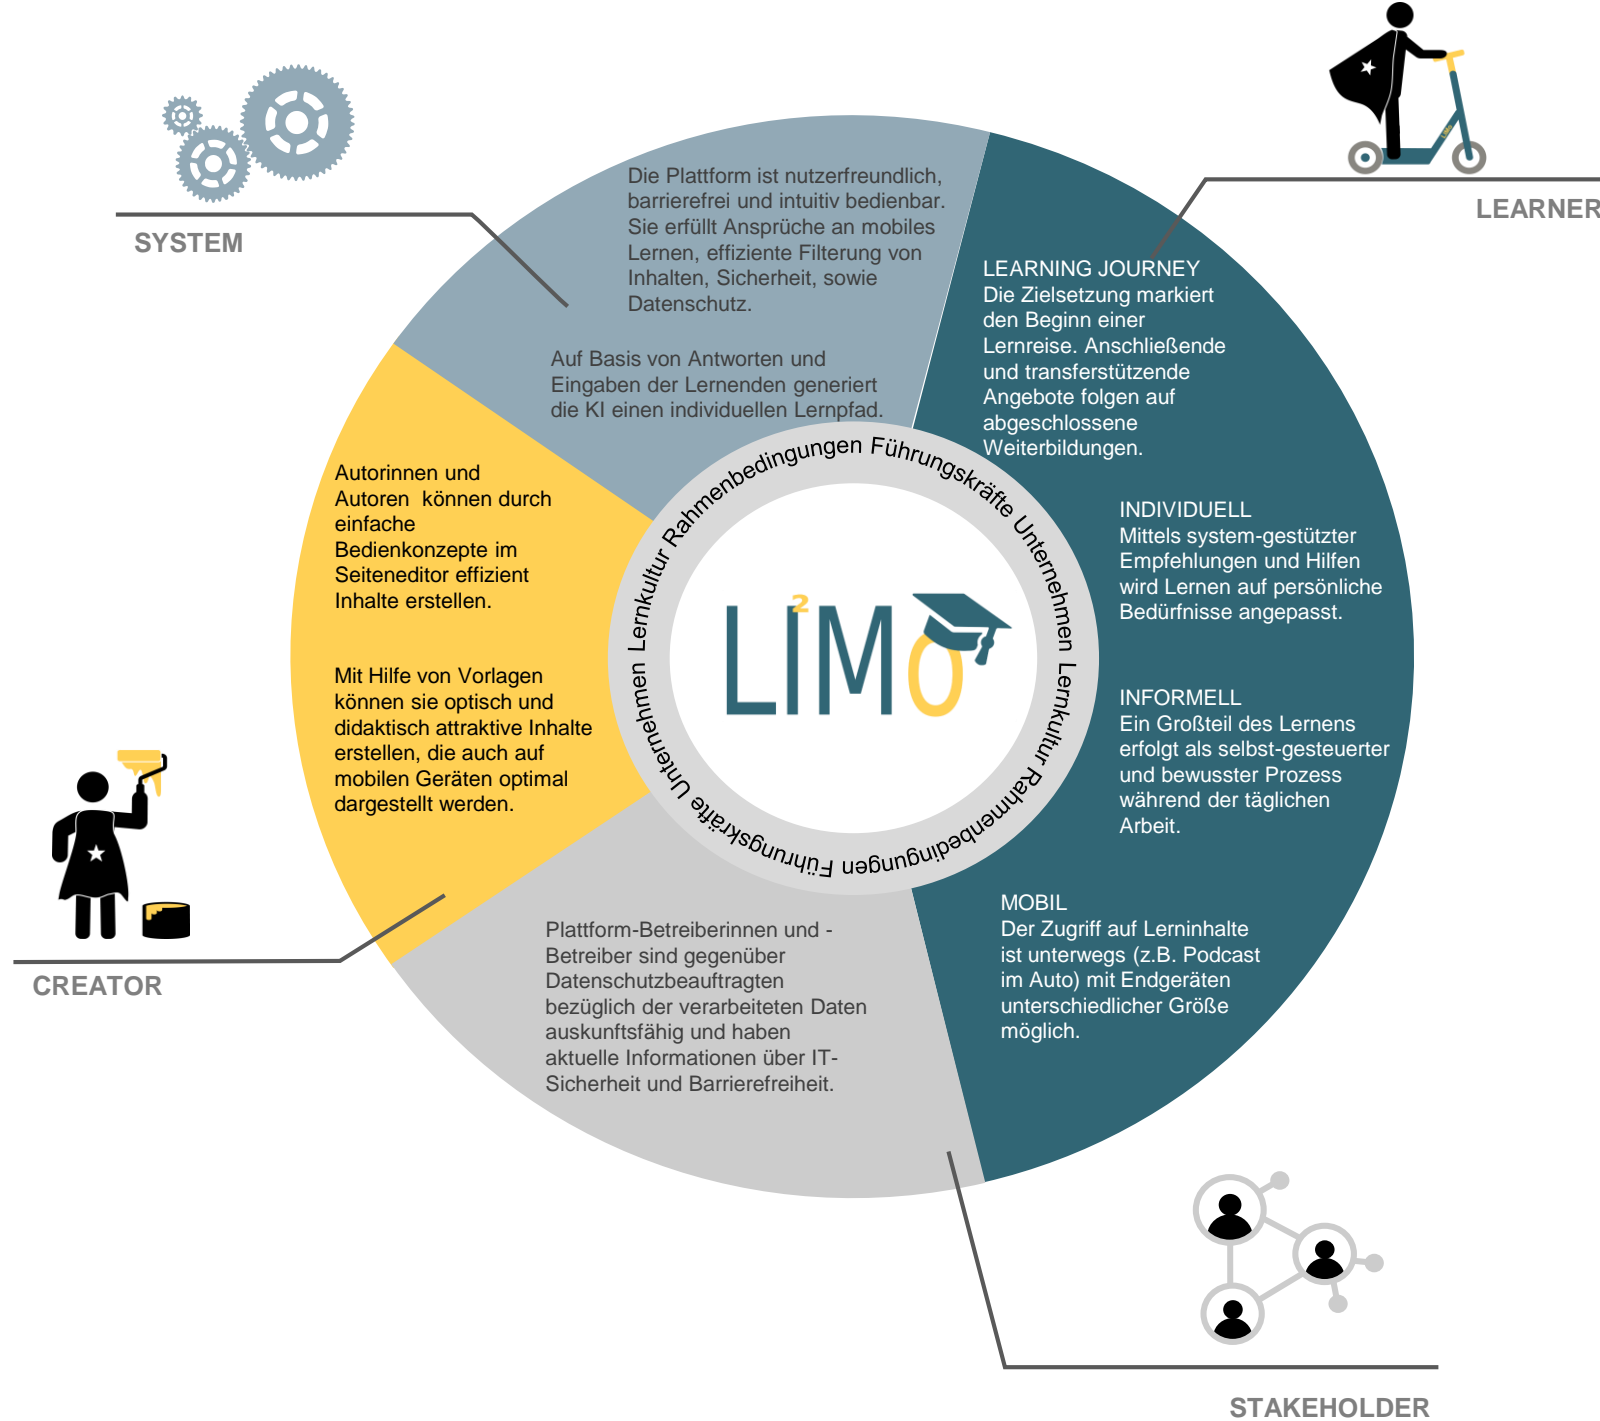 SYSTEM
Die Plattform ist nutzerfreundlich,
barrierefrei und intuitiv bedienbar.
Sie erfüllt Ansprüche an mobiles
Lernen, effiziente Filterung von
Inhalten, Sicherheit, sowie
Datenschutz.
Auf Basis von Antworten und
Eingaben der Lernenden generiert
die KI einen individuellen Lernpfad.
LEARNER
LEARNING JOURNEY
Die Zielsetzung markiert
den Beginn einer
Lernreise. Anschließende
und transferstützende
Angebote folgen auf
abgeschlossene
Weiterbildungen.
INDIVIDUELL
Mittels system-gestützter
Empfehlungen und Hilfen
wird Lernen auf persönliche
Bedürfnisse angepasst.
INFORMELL
Ein Großteil des Lernens
erfolgt als selbst-gesteuerter
und bewusster Prozess
während der täglichen
Arbeit.
MOBIL
Der Zugriff auf Lerninhalte
ist unterwegs (z.B. Podcast
im Auto) mit Endgeräten
unterschiedlicher Größe
möglich.
Autorinnen und
Autoren  können durch
einfache
Bedienkonzepte im
Seiteneditor effizient
Inhalte erstellen.
Mit Hilfe von Vorlagen
können sie optisch und
didaktisch attraktive Inhalte
erstellen, die auch auf
mobilen Geräten optimal
dargestellt werden.
CREATOR
Lernkultur Rahmenbedingungen Führungskräfte Unternehmen Lernkultur Rahmenbedingungen Führungskräfte Unternehmen
LI²MO
Plattform-Betreiberinnen und -
Betreiber sind gegenüber
Datenschutzbeauftragten
bezüglich der verarbeiteten Daten
auskunftsfähig und haben
aktuelle Informationen über IT-
Sicherheit und Barrierefreiheit.
STAKEHOLDER